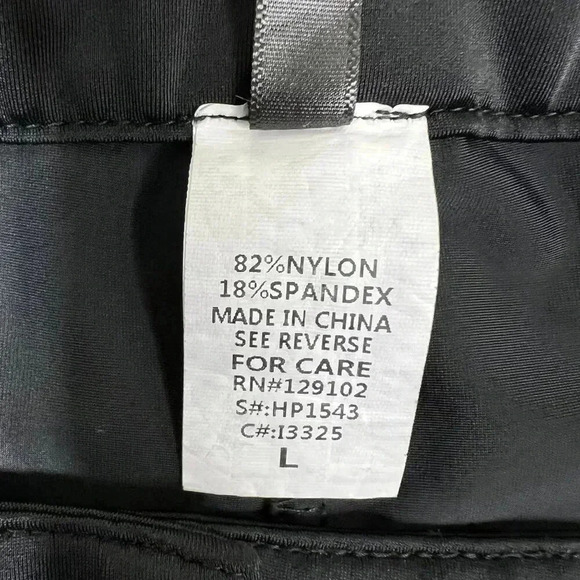 82%NYLON
18%SPANDEX
MADE IN CHINA
SEE REVERSE
FOR CARE
RN#129102
S#:HP1543
C#:I3325
L